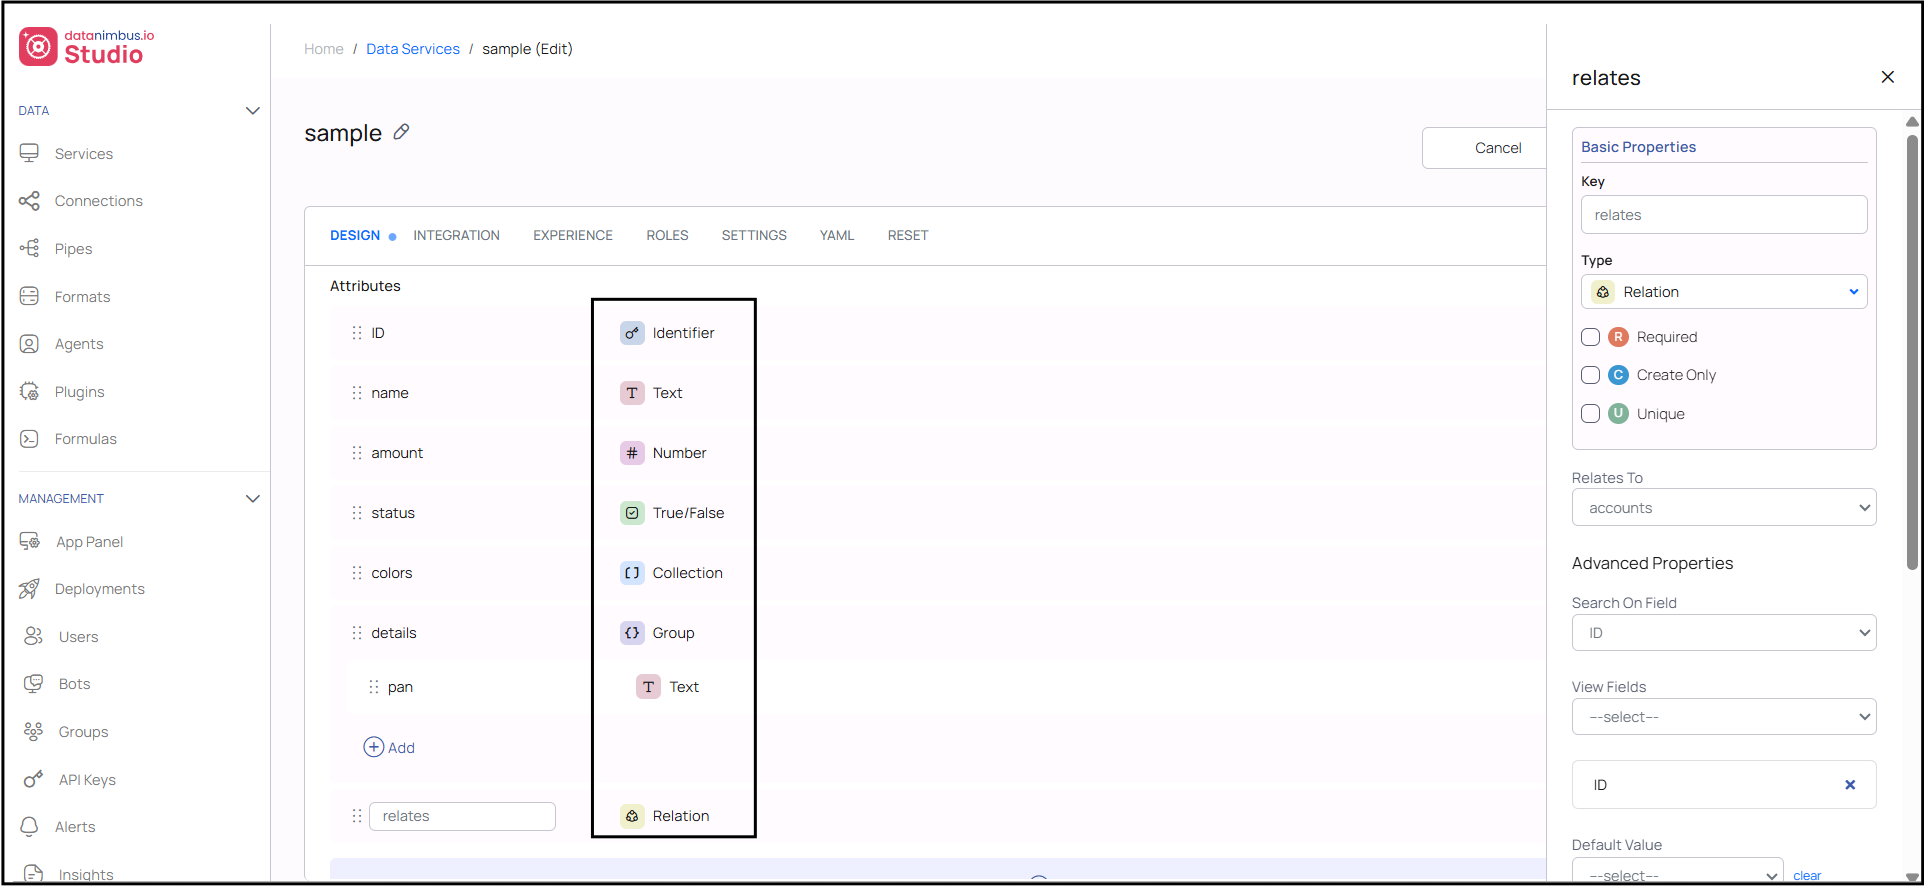 datanimbus.io
Studio
DATA
Services
Connections
Pipes
Formats
Agents
Plugins
Formulas
MANAGEMENT
App Panel
Deployments
Users
Bots
Groups
API Keys
Alerts
Insights
Home / Data Services / sample (Edit)
sample
Cancel
DESIGN INTEGRATION EXPERIENCE ROLES SETTINGS YAML RESET
Attributes
ID Identifier
name T Text
amount # Number
status True/False
colors [] Collection
details {} Group
pan T Text
+ Add
relates Relation
relates
Basic Properties
Key
relates
Type
Relation
R Required
C Create Only
U Unique
Relates To
accounts
Advanced Properties
Search On Field
ID
View Fields
---select---
ID
Default Value
---select--- clear